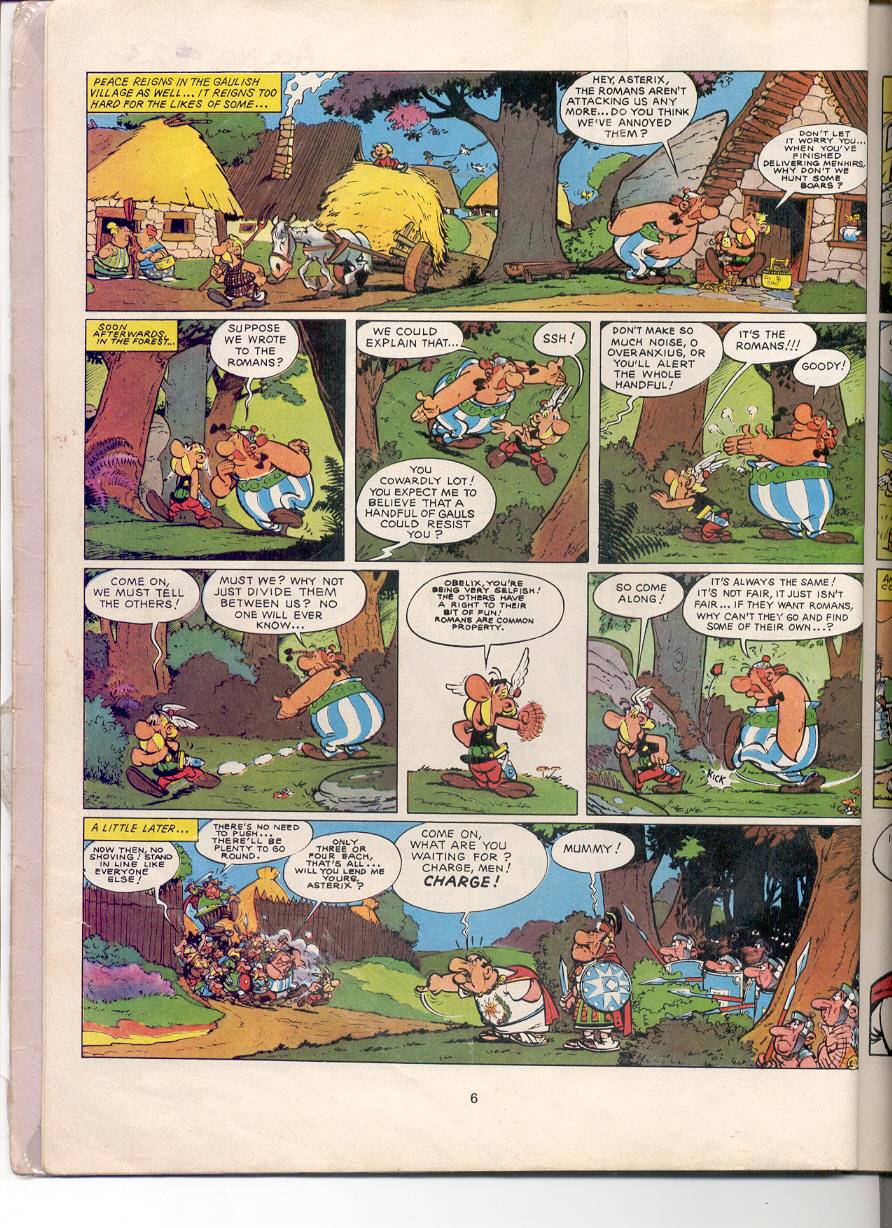 PEACE REIGNS IN THE GAULISH
VILLAGE AS WELL... IT REIGNS TOO
HARD FOR THE LIKES OF SOME...
HEY, ASTERIX,
THE ROMANS AREN'T
ATTACKING US ANY
MORE... DO YOU THINK
WE'VE ANNOYED
THEM?
DON'T LET
IT WORRY YOU...
WHEN YOU'VE
FINISHED
DELIVERING MENHIRS,
WHY DON'T WE
HUNT SOME
BOARS?
SOON
AFTERWARDS,
IN THE FOREST...
SUPPOSE
WE WROTE
TO THE
ROMANS?
WE COULD
EXPLAIN THAT...
SSH!
YOU
COWARDLY LOT!
YOU EXPECT ME TO
BELIEVE THAT A
HANDFUL OF GAULS
COULD RESIST
YOU?
DON'T MAKE SO
MUCH NOISE, O
OVERANXIUS, OR
YOU'LL ALERT
THE WHOLE
HANDFUL!
IT'S THE
ROMANS!!!
GOODY!
COME ON,
WE MUST TELL
THE OTHERS!
MUST WE? WHY NOT
JUST DIVIDE THEM
BETWEEN US? NO
ONE WILL EVER
KNOW...
OBELIX, YOU'RE
BEING VERY SELFISH!
THE OTHERS HAVE
A RIGHT TO THEIR
BIT OF FUN!
ROMANS ARE COMMON
PROPERTY.
SO COME
ALONG!
IT'S ALWAYS THE SAME!
IT'S NOT FAIR, IT JUST ISN'T
FAIR... IF THEY WANT ROMANS,
WHY CAN'T THEY GO AND FIND
SOME OF THEIR OWN...?
KICK
A LITTLE LATER...
NOW THEN, NO
SHOVING! STAND
IN LINE LIKE
EVERYONE
ELSE!
THERE'S NO NEED
TO PUSH...
THERE'LL BE
PLENTY TO GO
ROUND.
ONLY
THREE OR
FOUR EACH,
THAT'S ALL...
WILL YOU LEND ME
YOURS,
ASTERIX?
COME ON,
WHAT ARE YOU
WAITING FOR?
CHARGE, MEN!
CHARGE!
MUMMY!
6